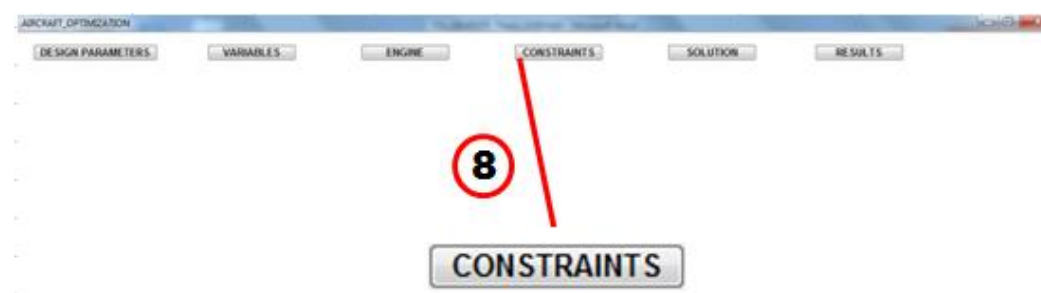 AIRCRAFT_OPTIMIZATION
DESIGN PARAMETERS VARIABLES ENGINE CONSTRAINTS SOLUTION RESULTS
8
CONSTRAINTS